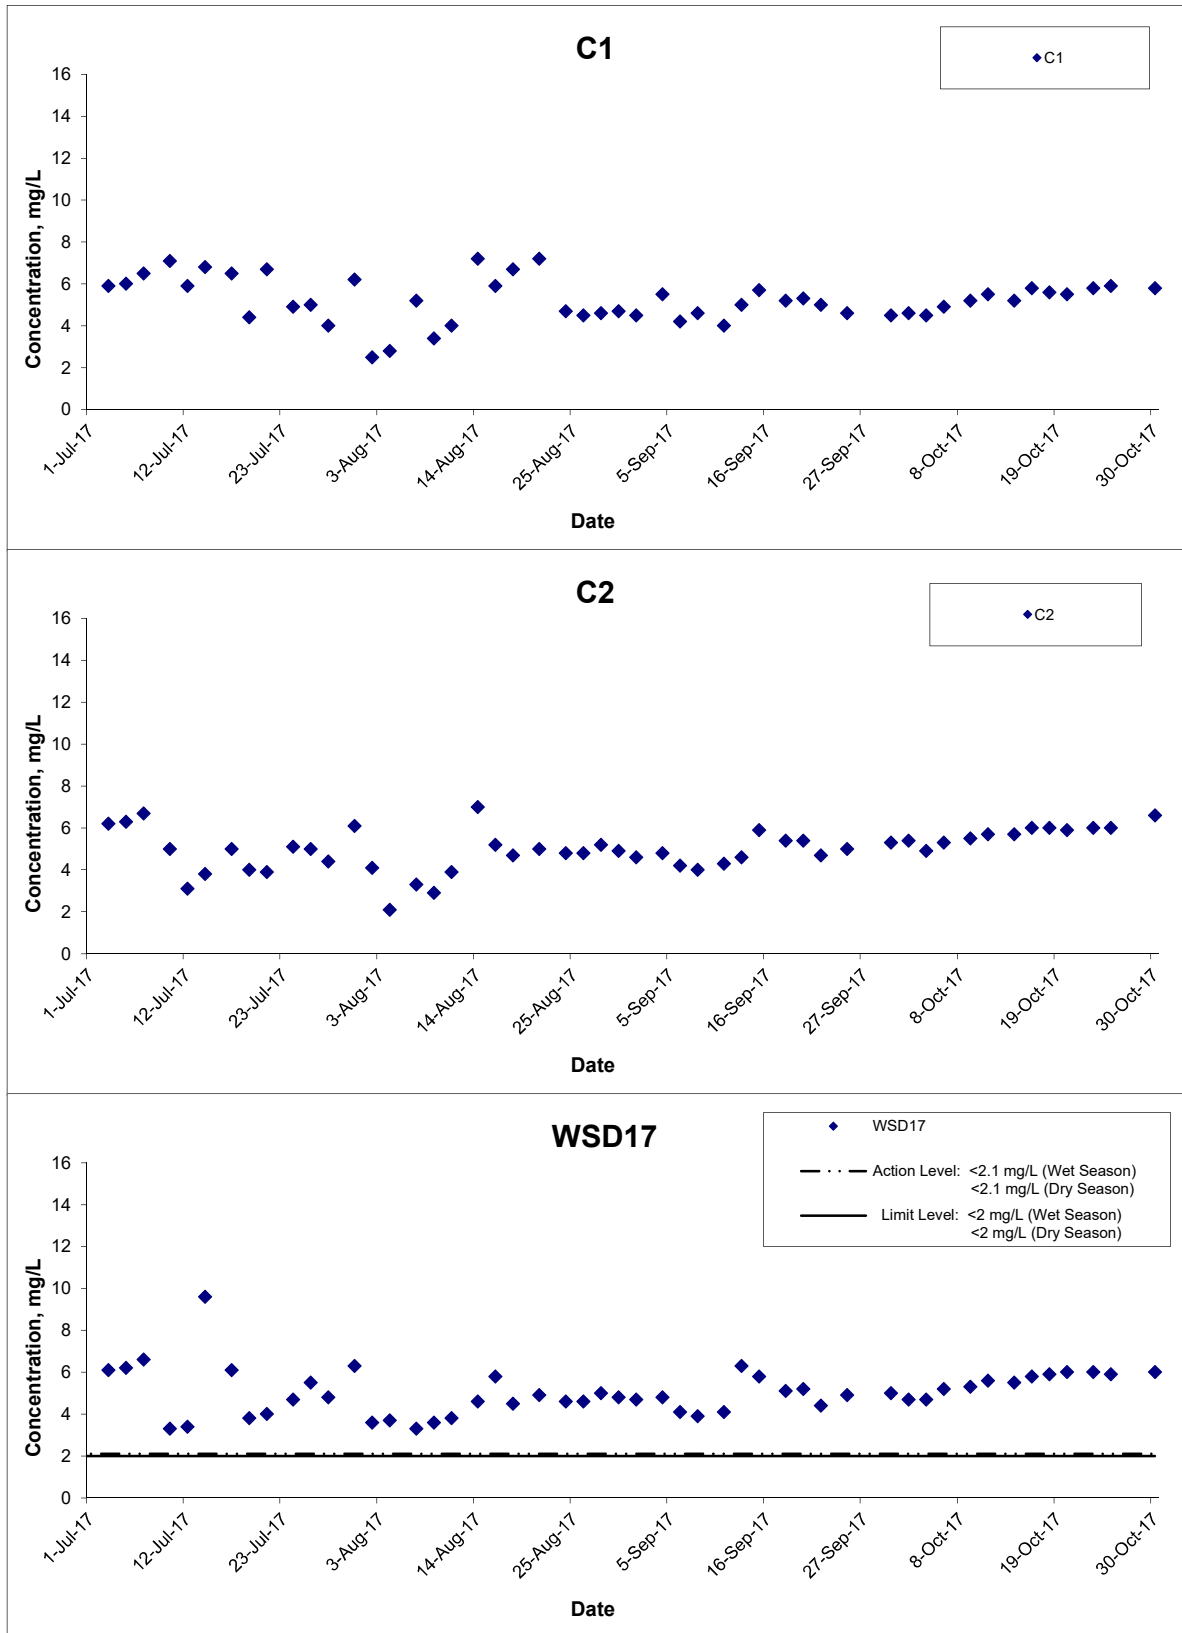 C1
C1
16
14
12
10
8
6
4
2
0
Concentration, mg/L
1-Jul-17
12-Jul-17
23-Jul-17
3-Aug-17
14-Aug-17
25-Aug-17
5-Sep-17
16-Sep-17
27-Sep-17
8-Oct-17
19-Oct-17
30-Oct-17
Date
C2
C2
16
14
12
10
8
6
4
2
0
Concentration, mg/L
1-Jul-17
12-Jul-17
23-Jul-17
3-Aug-17
14-Aug-17
25-Aug-17
5-Sep-17
16-Sep-17
27-Sep-17
8-Oct-17
19-Oct-17
30-Oct-17
Date
WSD17
WSD17
Action Level: <2.1 mg/L (Wet Season)
<2.1 mg/L (Dry Season)
Limit Level: <2 mg/L (Wet Season)
<2 mg/L (Dry Season)
16
14
12
10
8
6
4
2
0
Concentration, mg/L
1-Jul-17
12-Jul-17
23-Jul-17
3-Aug-17
14-Aug-17
25-Aug-17
5-Sep-17
16-Sep-17
27-Sep-17
8-Oct-17
19-Oct-17
30-Oct-17
Date